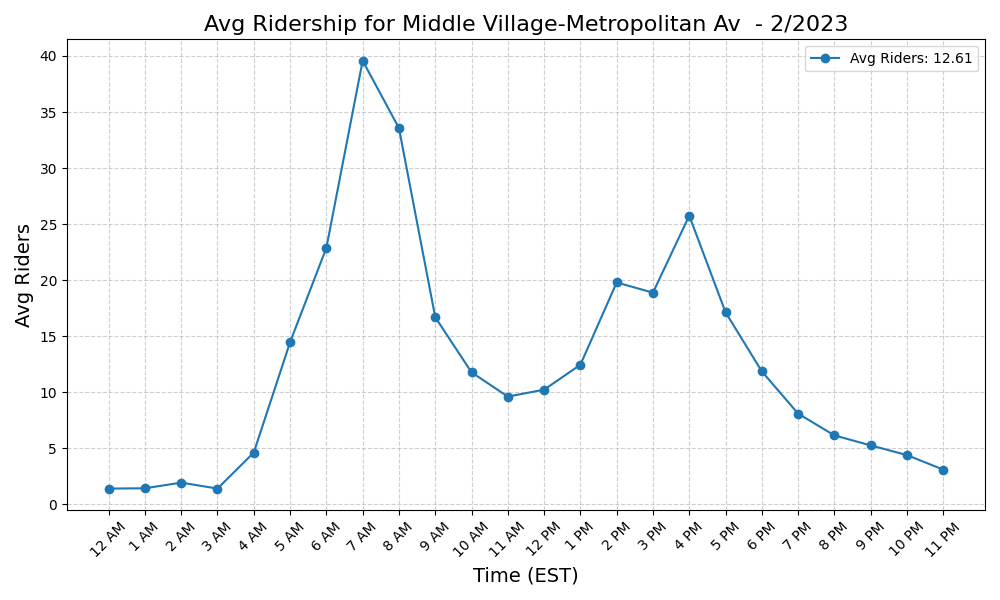 Avg Ridership for Middle Village-Metropolitan Av  - 2/2023
Avg Riders: 12.61
Avg Riders
40
35
30
25
20
15
10
5
0
12 AM
1 AM
2 AM
3 AM
4 AM
5 AM
6 AM
7 AM
8 AM
9 AM
10 AM
11 AM
12 PM
1 PM
2 PM
3 PM
4 PM
5 PM
6 PM
7 PM
8 PM
9 PM
10 PM
11 PM
Time (EST)